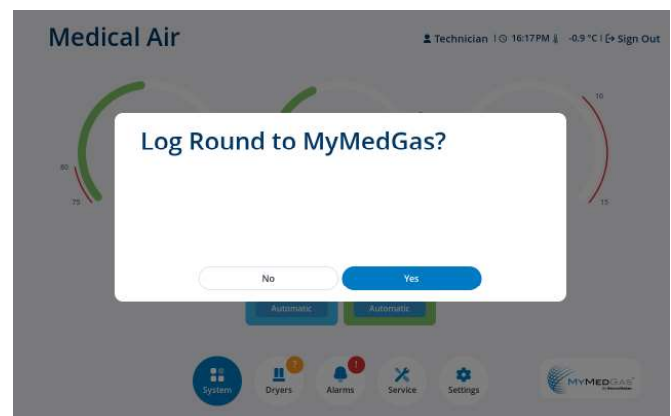 Medical Air
Technician | 16:17PM -0.9 °C | Sign Out
Log Round to MyMedGas?
80
75
10
15
No
Yes
Automatic
Automatic
!
!
System
Dryers
Alarms
Service
Settings
MYMEDGAS